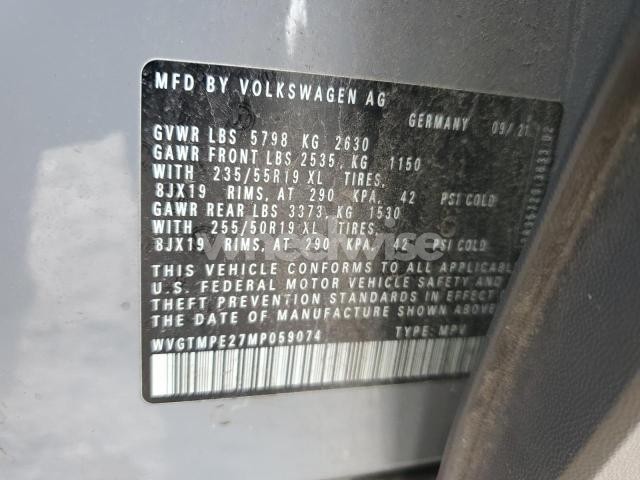 MFD BY VOLKSWAGEN AG
GERMANY 09/21
GVWR LBS 5798 KG 2630
GAWR FRONT LBS 2535, KG 1150
WITH 235/55R19 XL TIRES,
8JX19 RIMS, AT 290 KPA, 42 PSI COLD
GAWR REAR LBS 3373, KG 1530
WITH 255/50R19 XL TIRES,
8JX19 RIMS, AT 290 KPA, 42 PSI COLD
THIS VEHICLE CONFORMS TO ALL APPLICABLE
U.S. FEDERAL MOTOR VEHICLE SAFETY AND
THEFT PREVENTION STANDARDS IN EFFECT
THE DATE OF MANUFACTURE SHOWN
WVGTMPE27MP059074 TYPE: MPV
wheelwise